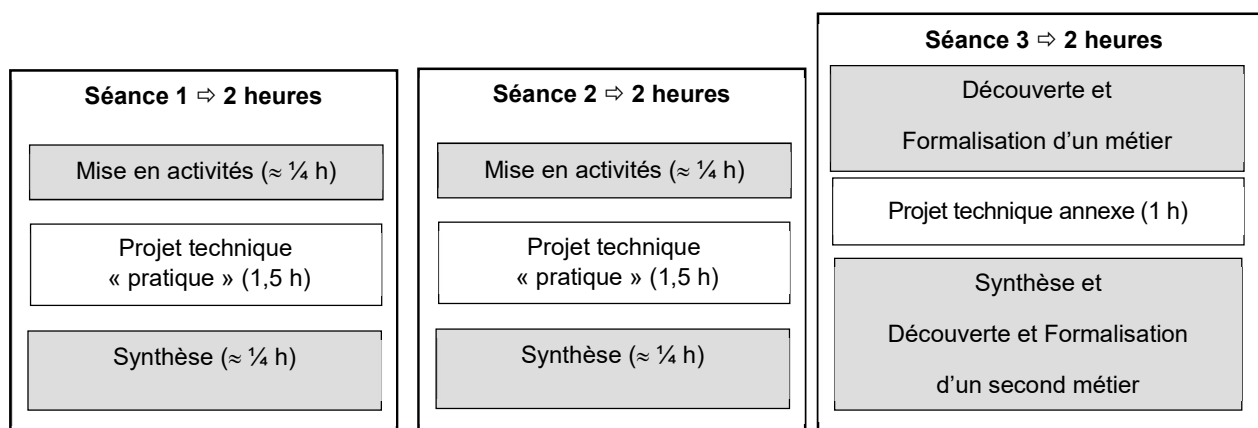 Séance 1 ⇨ 2 heures
Mise en activités (≈ ¼ h)
Projet technique
« pratique » (1,5 h)
Synthèse (≈ ¼ h)
Séance 2 ⇨ 2 heures
Mise en activités (≈ ¼ h)
Projet technique
« pratique » (1,5 h)
Synthèse (≈ ¼ h)
Séance 3 ⇨ 2 heures
Découverte et
Formalisation d’un métier
Projet technique annexe (1 h)
Synthèse et
Découverte et Formalisation
d’un second métier